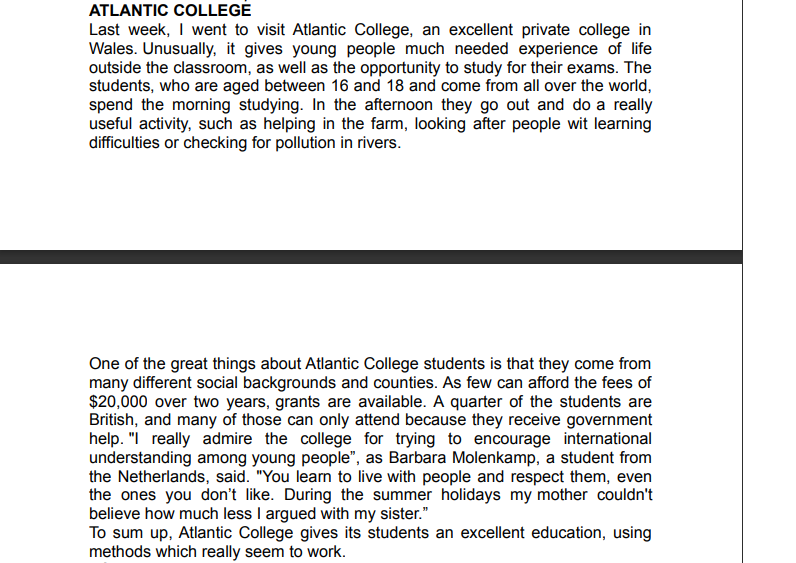 ATLANTIC COLLEGE
Last week, I went to visit Atlantic College, an excellent private college in
Wales. Unusually, it gives young people much needed experience of life
outside the classroom, as well as the opportunity to study for their exams. The
students, who are aged between 16 and 18 and come from all over the world,
spend the morning studying. In the afternoon they go out and do a really
useful activity, such as helping in the farm, looking after people wit learning
difficulties or checking for pollution in rivers.
One of the great things about Atlantic College students is that they come from
many different social backgrounds and counties. As few can afford the fees of
$20,000 over two years, grants are available. A quarter of the students are
British, and many of those can only attend because they receive government
help. "I really admire the college for trying to encourage international
understanding among young people”, as Barbara Molenkamp, a student from
the Netherlands, said. "You learn to live with people and respect them, even
the ones you don’t like. During the summer holidays my mother couldn't
believe how much less I argued with my sister.”
To sum up, Atlantic College gives its students an excellent education, using
methods which really seem to work.